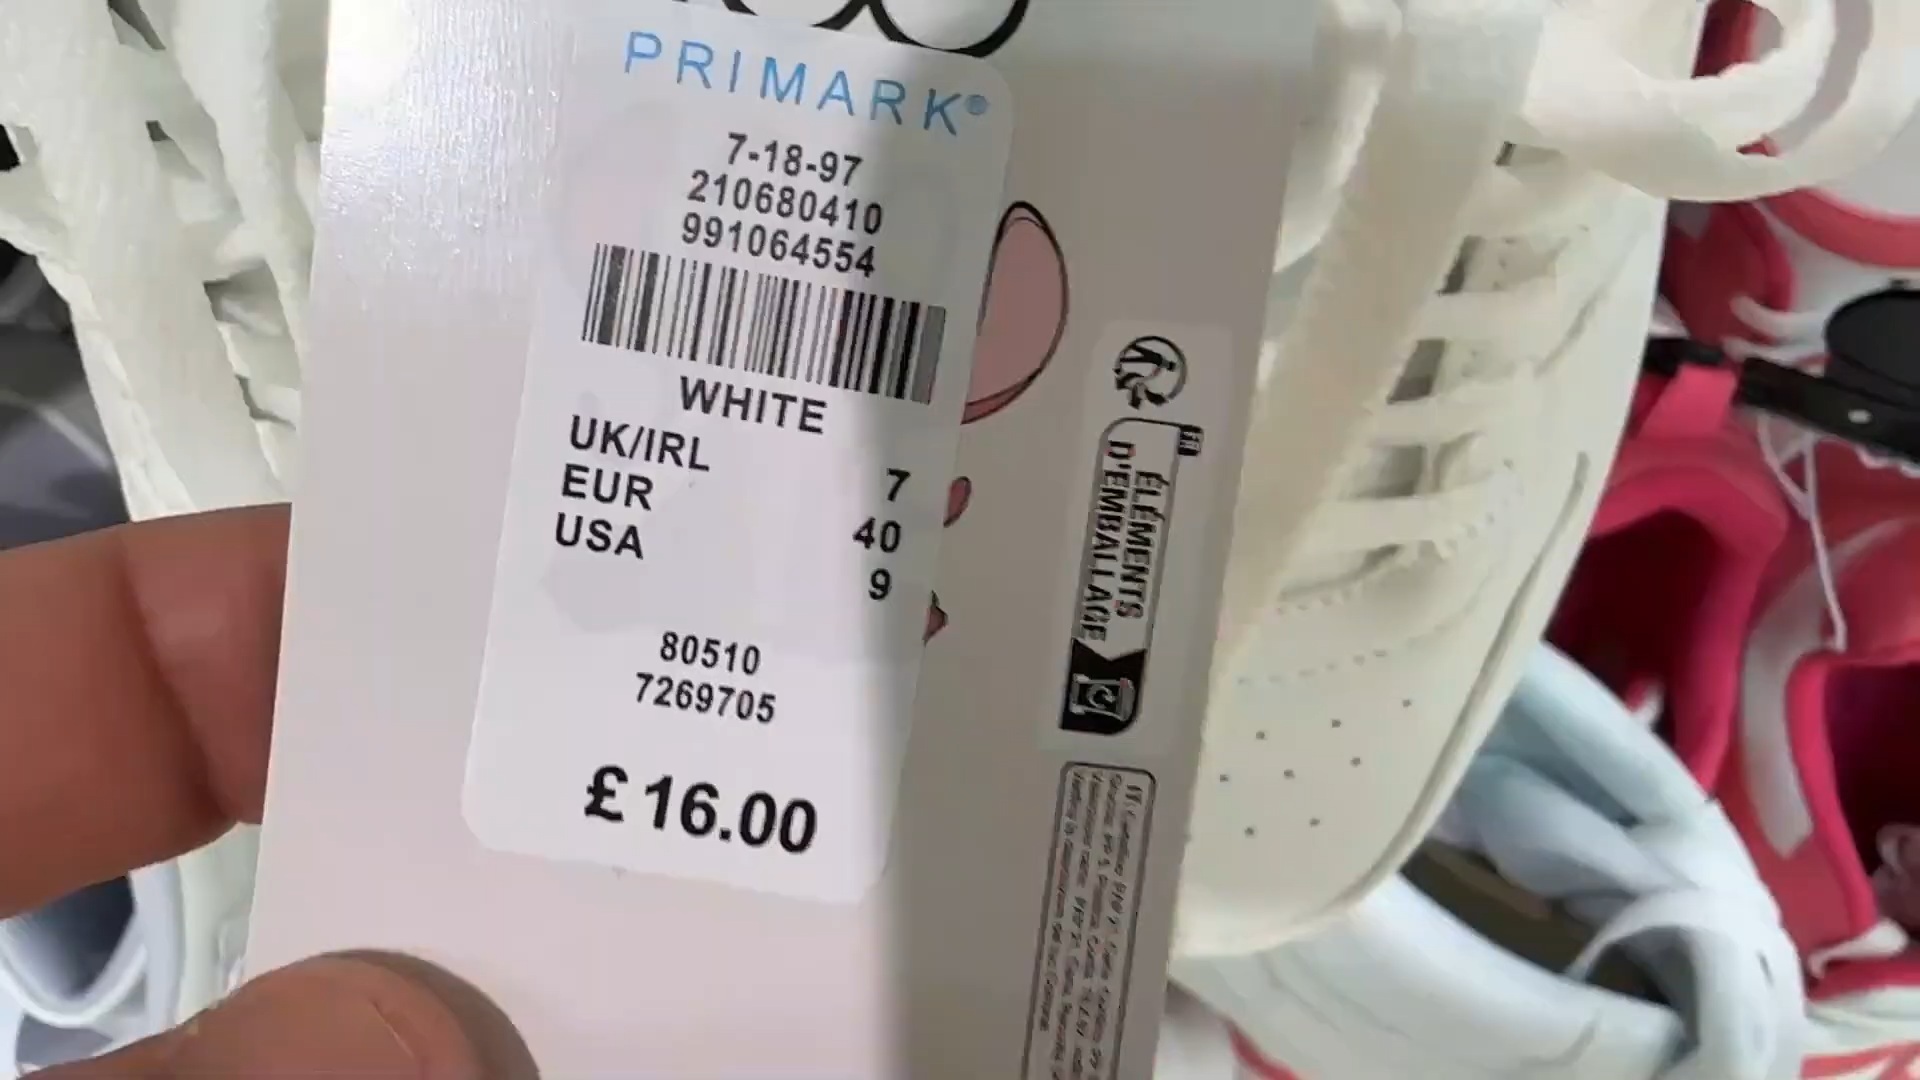 PRIMARK®
7-18-97
210680410
991064554
WHITE
UK/IRL 7
EUR 40
USA 9
80510
7269705
£16.00
FR
ÉLÉMENTS
D'EMBALLAGE